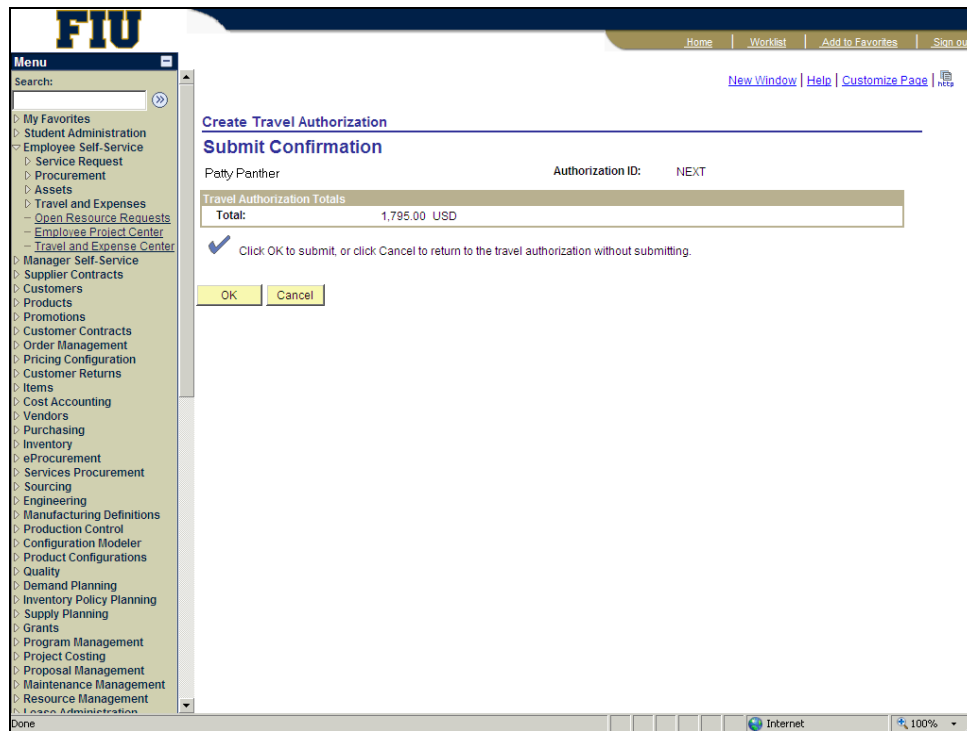 FIU
Home | Worklist | Add to Favorites | Sign ou
Menu
New Window | Help | Customize Page | http
Search:
My Favorites
Student Administration
Employee Self-Service
Service Request
Procurement
Assets
Travel and Expenses
Open Resource Requests
Employee Project Center
Travel and Expense Center
Manager Self-Service
Supplier Contracts
Customers
Products
Promotions
Customer Contracts
Order Management
Pricing Configuration
Customer Returns
Items
Cost Accounting
Vendors
Purchasing
Inventory
eProcurement
Services Procurement
Sourcing
Engineering
Manufacturing Definitions
Production Control
Configuration Modeler
Product Configurations
Quality
Demand Planning
Inventory Policy Planning
Supply Planning
Grants
Program Management
Project Costing
Proposal Management
Maintenance Management
Resource Management
Lease Administration
Create Travel Authorization
Submit Confirmation
Patty Panther Authorization ID: NEXT
Travel Authorization Totals
Total: 1,795.00 USD
Click OK to submit, or click Cancel to return to the travel authorization without submitting.
OK Cancel
Done Internet 100%